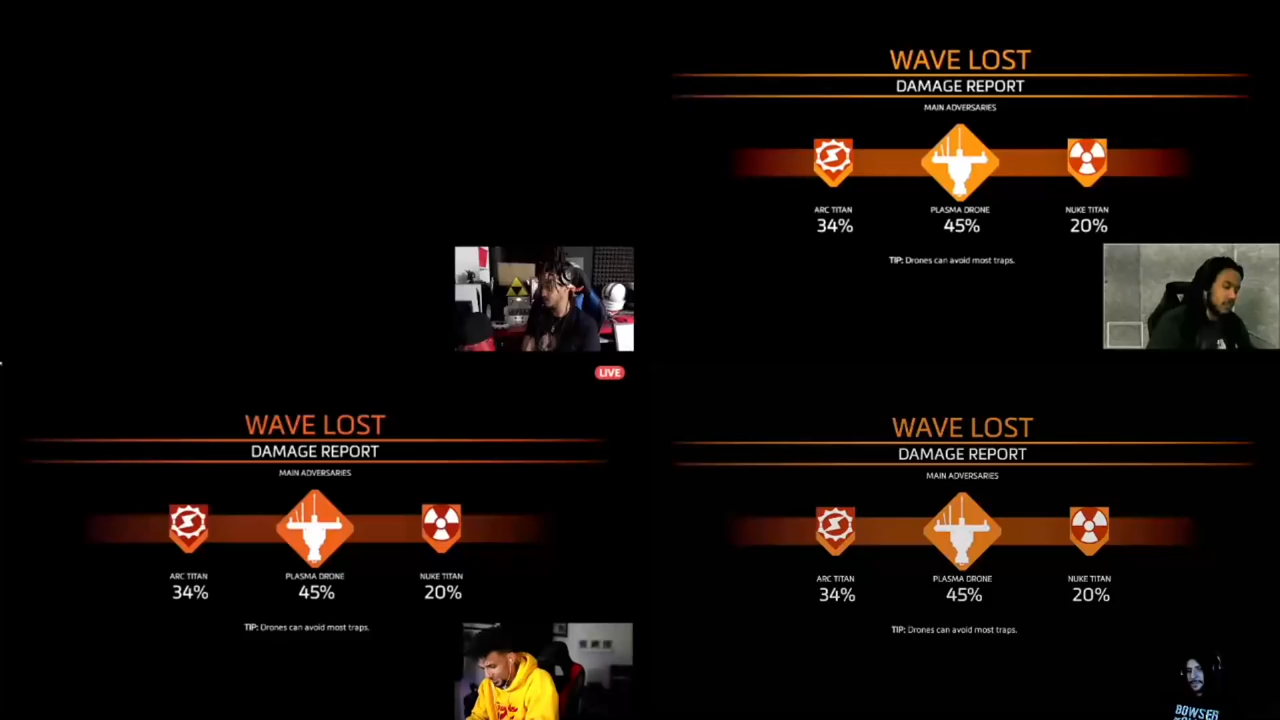 WAVE LOST
DAMAGE REPORT
MAIN ADVERSARIES
ARC TITAN
PLASMA DRONE
NUKE TITAN
34%
45%
20%
TIP: Drones can avoid most traps.
LIVE
WAVE LOST
DAMAGE REPORT
MAIN ADVERSARIES
ARC TITAN
PLASMA DRONE
NUKE TITAN
34%
45%
20%
TIP: Drones can avoid most traps.
WAVE LOST
DAMAGE REPORT
MAIN ADVERSARIES
ARC TITAN
PLASMA DRONE
NUKE TITAN
34%
45%
20%
TIP: Drones can avoid most traps.
BOWSER